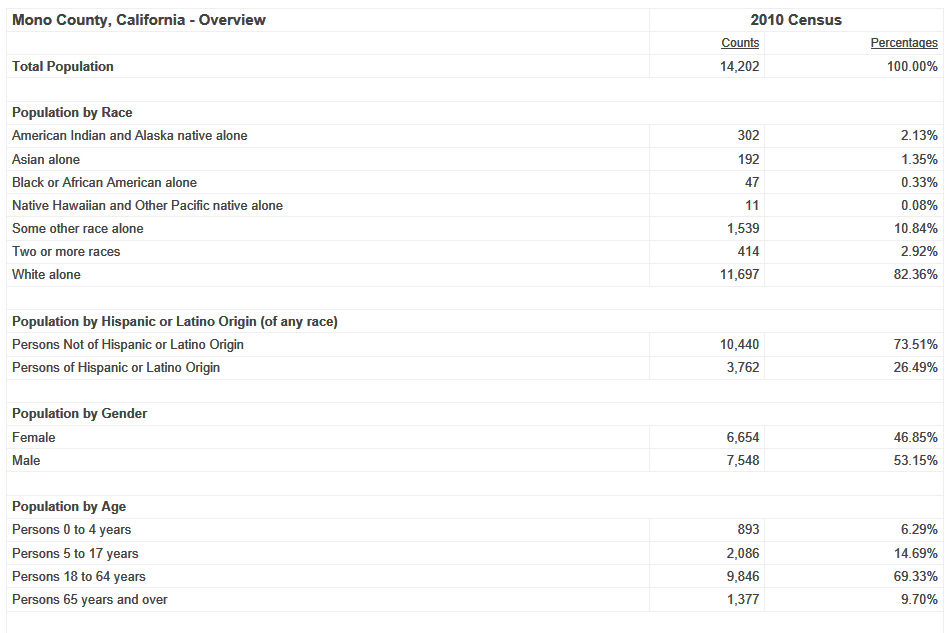 Mono County, California - Overview 2010 Census
Counts Percentages
Total Population 14,202 100.00%
Population by Race
American Indian and Alaska native alone 302 2.13%
Asian alone 192 1.35%
Black or African American alone 47 0.33%
Native Hawaiian and Other Pacific native alone 11 0.08%
Some other race alone 1,539 10.84%
Two or more races 414 2.92%
White alone 11,697 82.36%
Population by Hispanic or Latino Origin (of any race)
Persons Not of Hispanic or Latino Origin 10,440 73.51%
Persons of Hispanic or Latino Origin 3,762 26.49%
Population by Gender
Female 6,654 46.85%
Male 7,548 53.15%
Population by Age
Persons 0 to 4 years 893 6.29%
Persons 5 to 17 years 2,086 14.69%
Persons 18 to 64 years 9,846 69.33%
Persons 65 years and over 1,377 9.70%